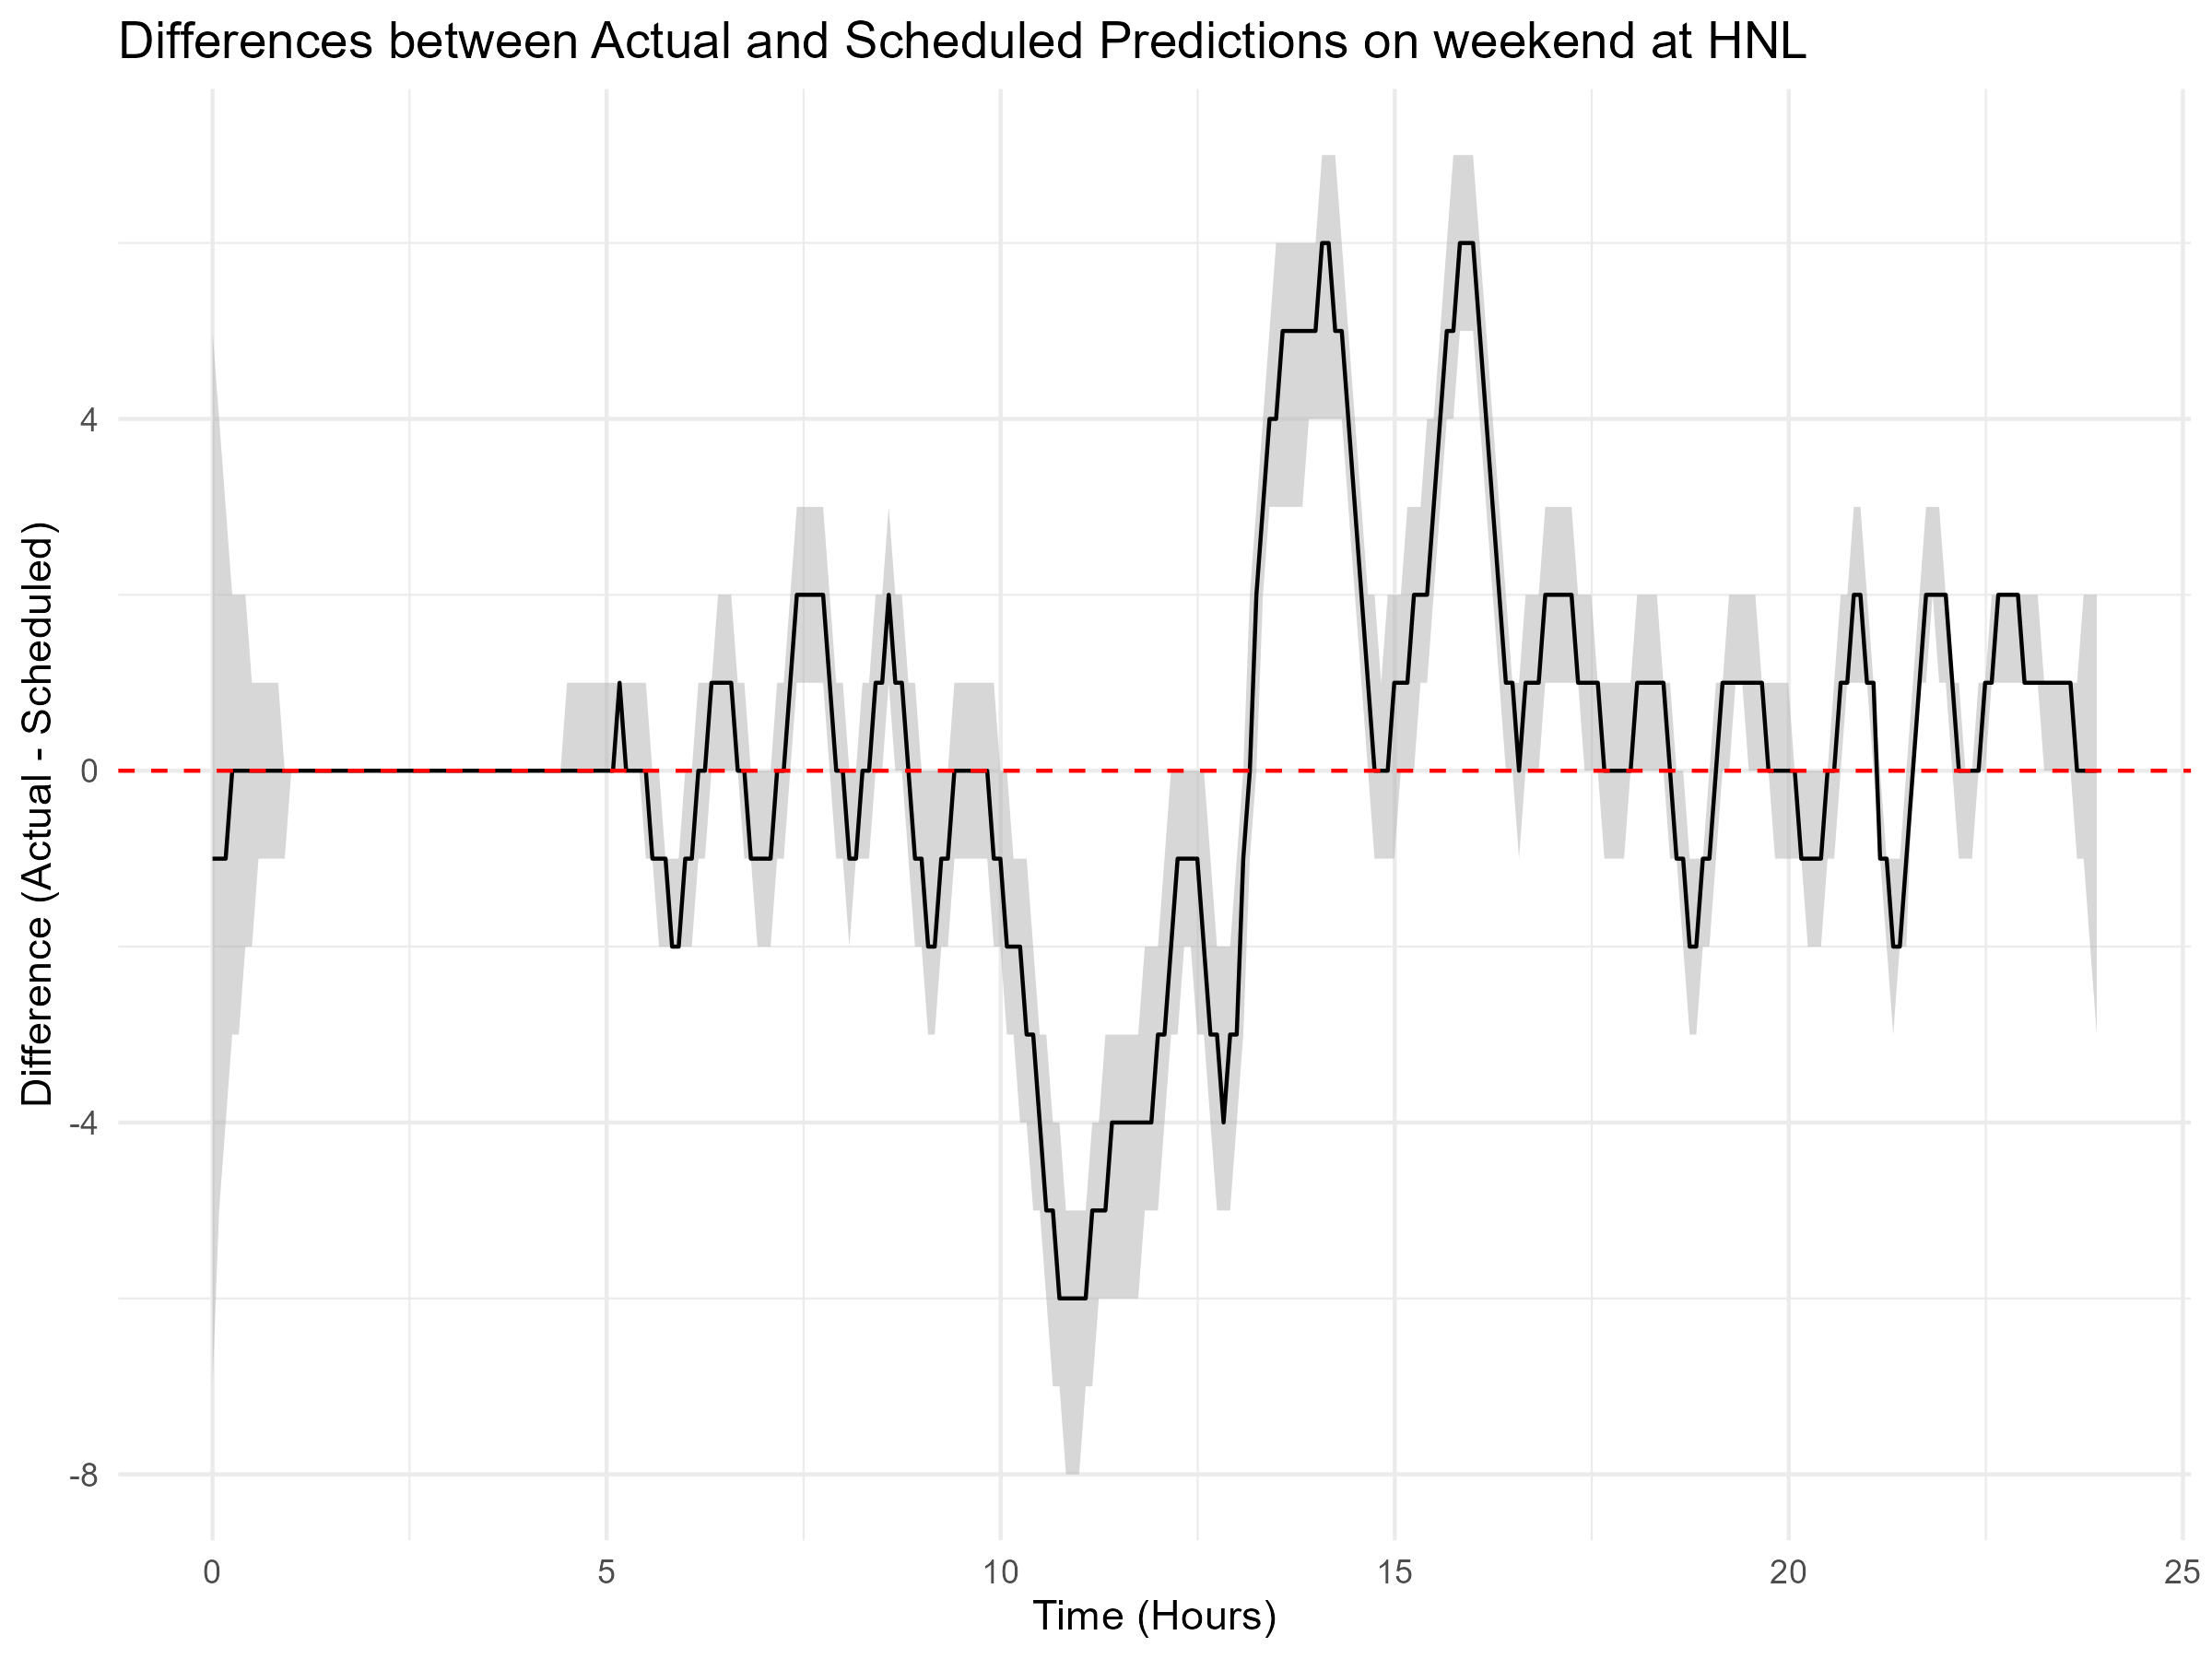 Differences between Actual and Scheduled Predictions on weekend at HNL
Difference (Actual - Scheduled)
4
0
-4
-8
0 5 10 15 20 25
Time (Hours)